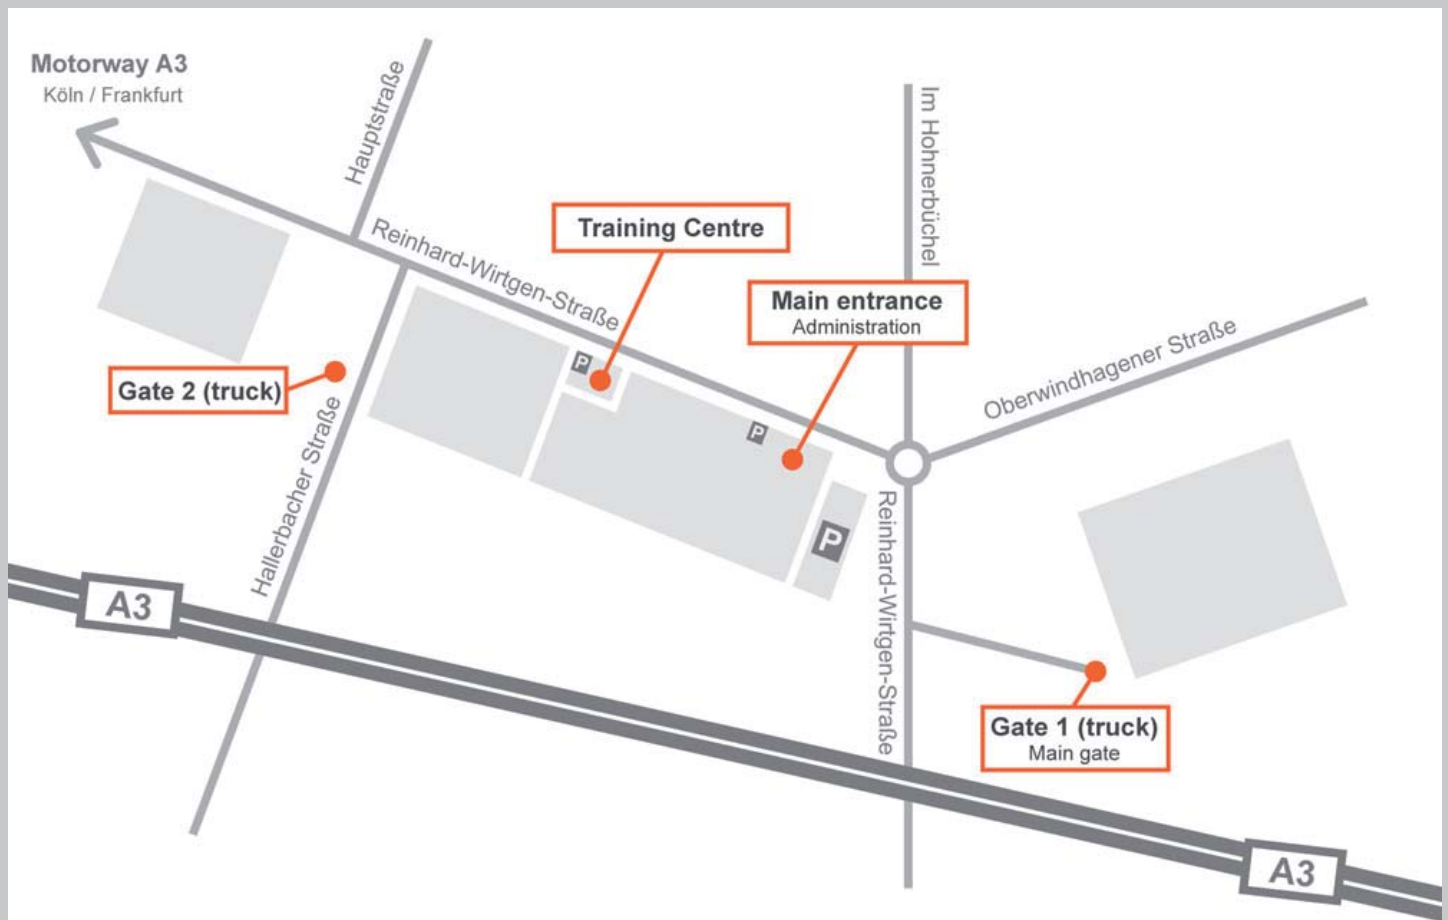 Motorway A3
Köln / Frankfurt
Hauptstraße
Im Hohnerbüchel
Reinhard-Wirtgen-Straße
Training Centre
Main entrance
Administration
Oberwindhagener Straße
P
Gate 2 (truck)
P
Hallerbacher Straße
P
Reinhard-Wirtgen-Straße
A3
Gate 1 (truck)
Main gate
A3